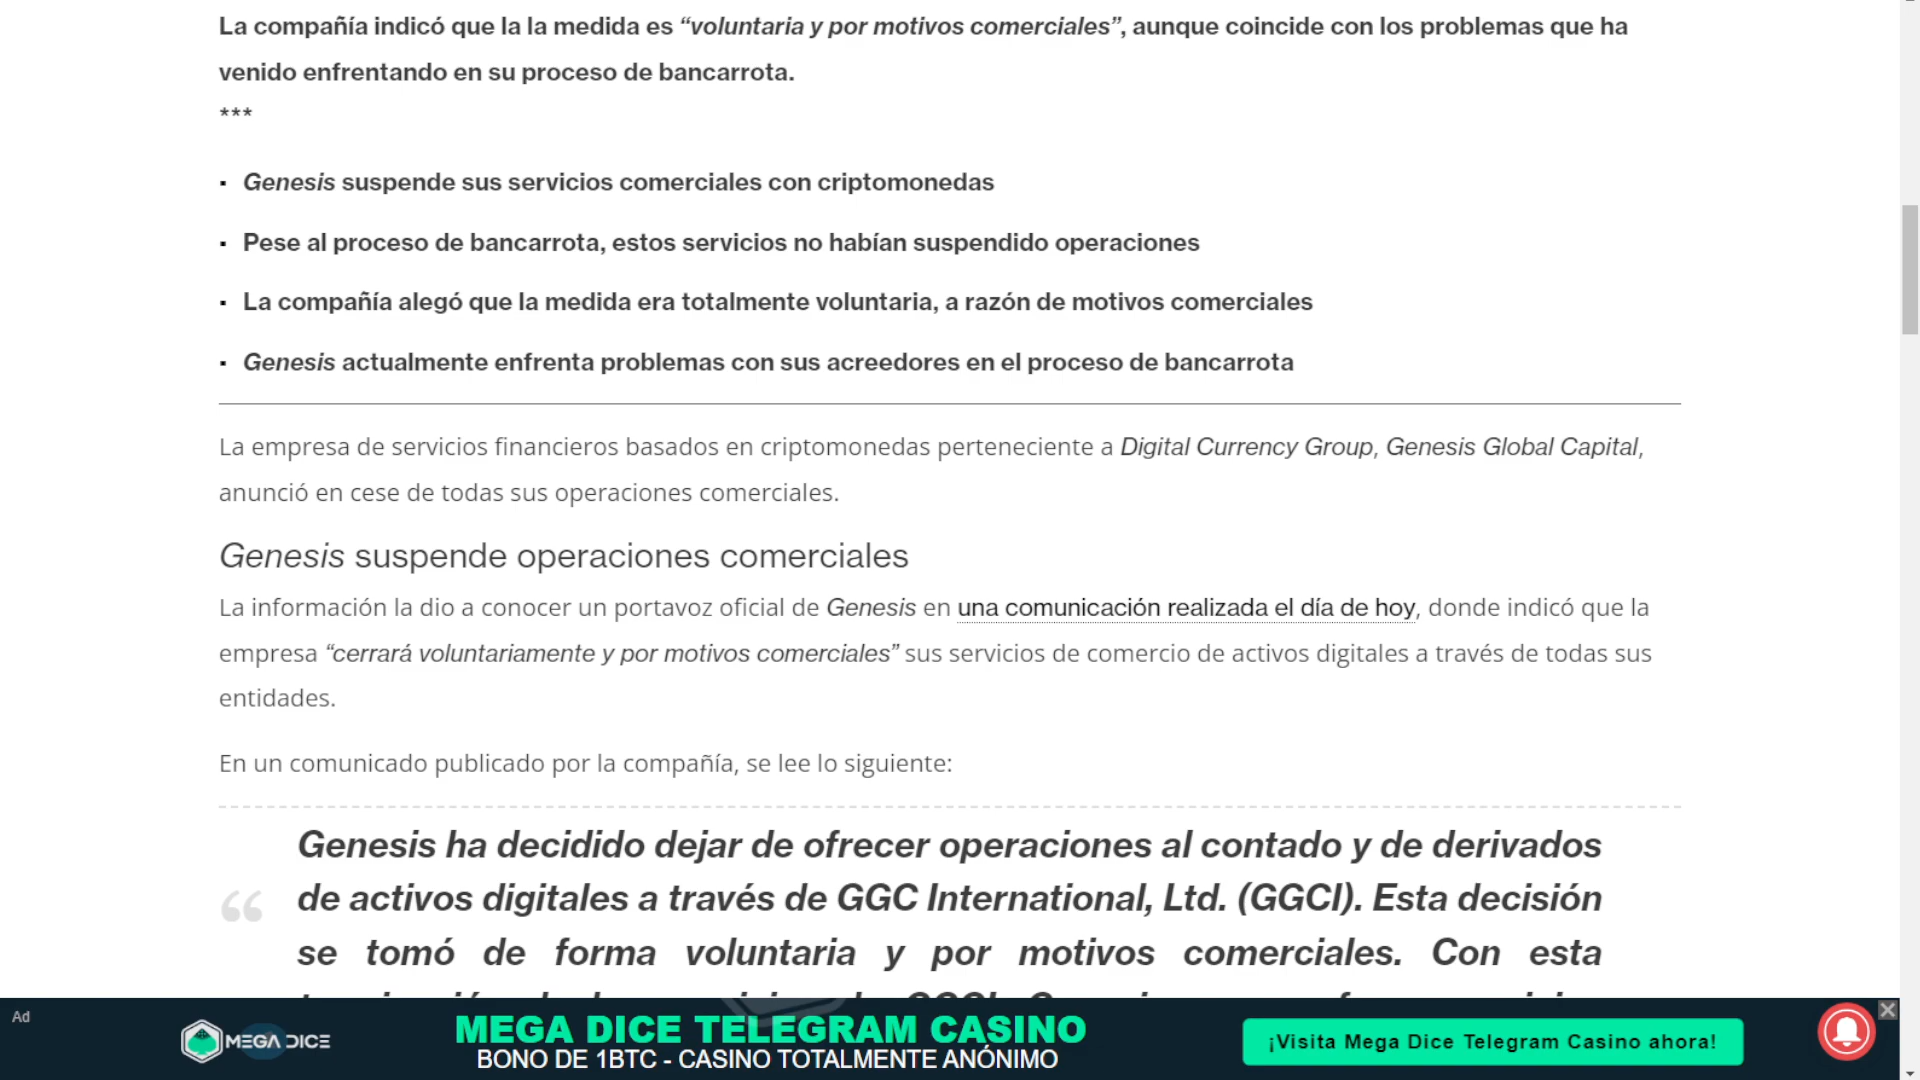 La compañía indicó que la la medida es “voluntaria y por motivos comerciales”, aunque coincide con los problemas que ha
venido enfrentando en su proceso de bancarrota.
***
Genesis suspende sus servicios comerciales con criptomonedas
Pese al proceso de bancarrota, estos servicios no habían suspendido operaciones
La compañía alegó que la medida era totalmente voluntaria, a razón de motivos comerciales
Genesis actualmente enfrenta problemas con sus acreedores en el proceso de bancarrota
La empresa de servicios financieros basados en criptomonedas perteneciente a Digital Currency Group, Genesis Global Capital,
anunció en cese de todas sus operaciones comerciales.
Genesis suspende operaciones comerciales
La información la dio a conocer un portavoz oficial de Genesis en una comunicación realizada el día de hoy, donde indicó que la
empresa “cerrará voluntariamente y por motivos comerciales” sus servicios de comercio de activos digitales a través de todas sus
entidades.
En un comunicado publicado por la compañía, se lee lo siguiente:
“
Genesis ha decidido dejar de ofrecer operaciones al contado y de derivados
de activos digitales a través de GGC International, Ltd. (GGCI). Esta decisión
se tomó de forma voluntaria y por motivos comerciales. Con esta
Ad
MEGA DICE
MEGA DICE TELEGRAM CASINO
BONO DE 1BTC - CASINO TOTALMENTE ANÓNIMO
¡Visita Mega Dice Telegram Casino ahora!